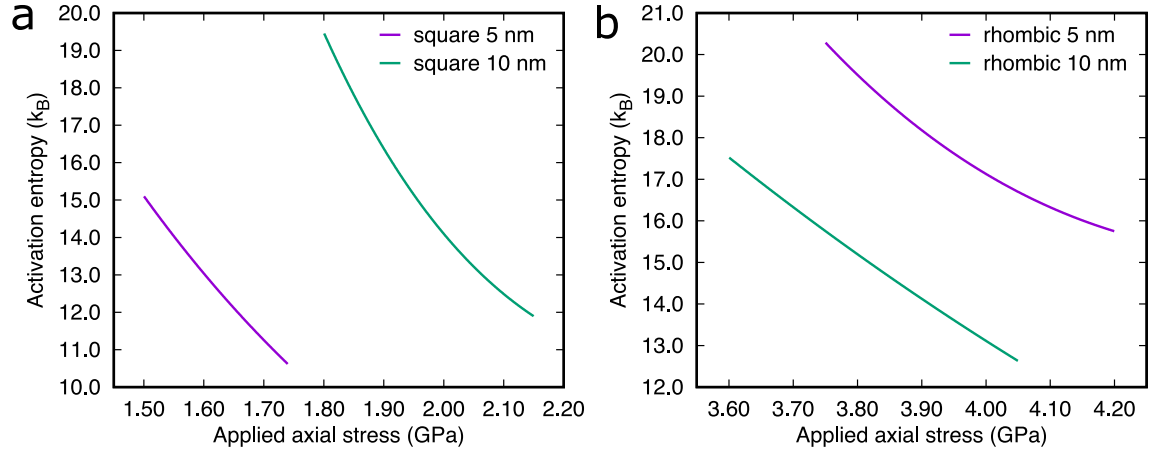 a
square 5 nm
square 10 nm
Activation entropy (k_B)
20.0
19.0
18.0
17.0
16.0
15.0
14.0
13.0
12.0
11.0
10.0
1.50 1.60 1.70 1.80 1.90 2.00 2.10 2.20
Applied axial stress (GPa)
b
rhombic 5 nm
rhombic 10 nm
Activation entropy (k_B)
21.0
20.0
19.0
18.0
17.0
16.0
15.0
14.0
13.0
12.0
3.60 3.70 3.80 3.90 4.00 4.10 4.20
Applied axial stress (GPa)